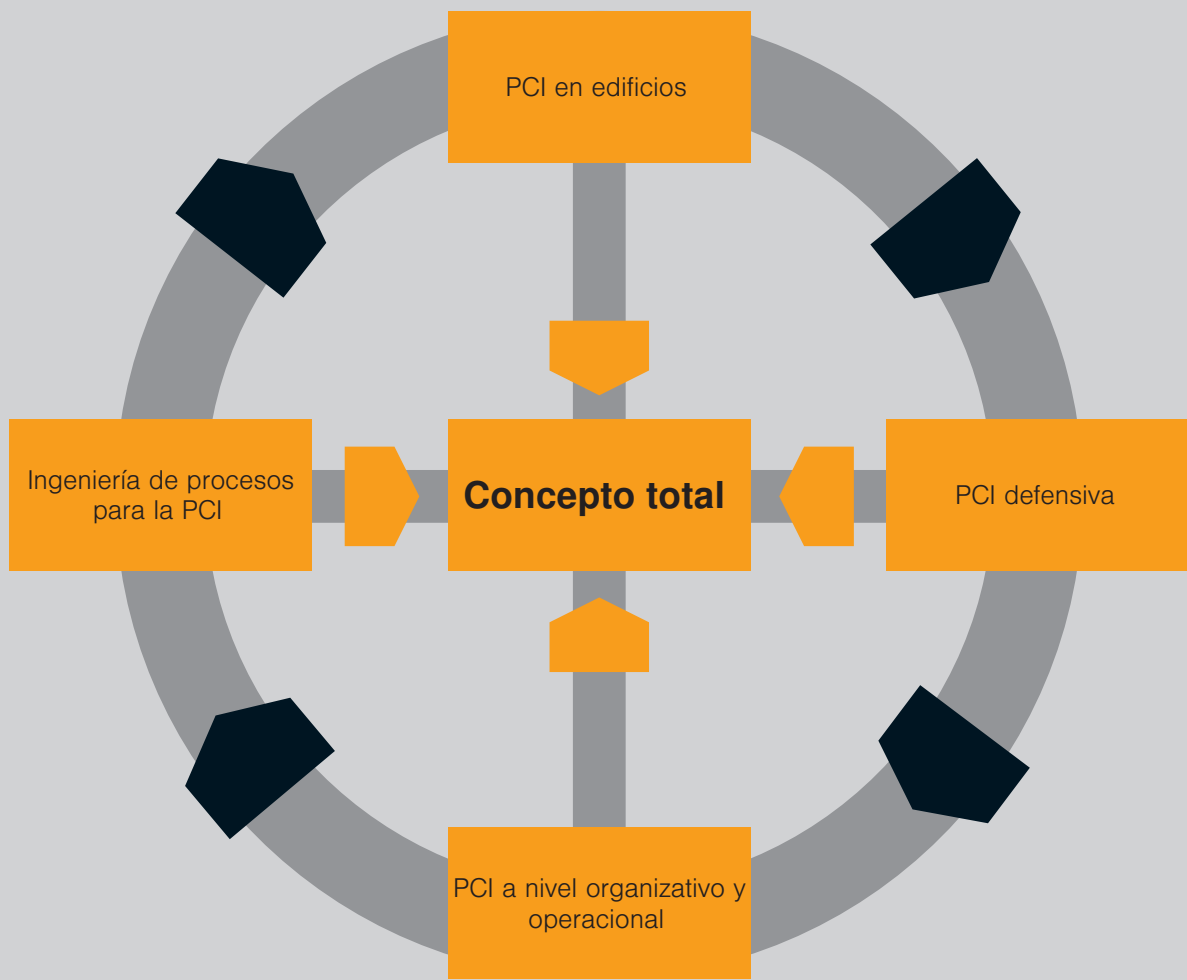 PCI en edificios
Ingeniería de procesos
para la PCI
Concepto total
PCI defensiva
PCI a nivel organizativo y
operacional